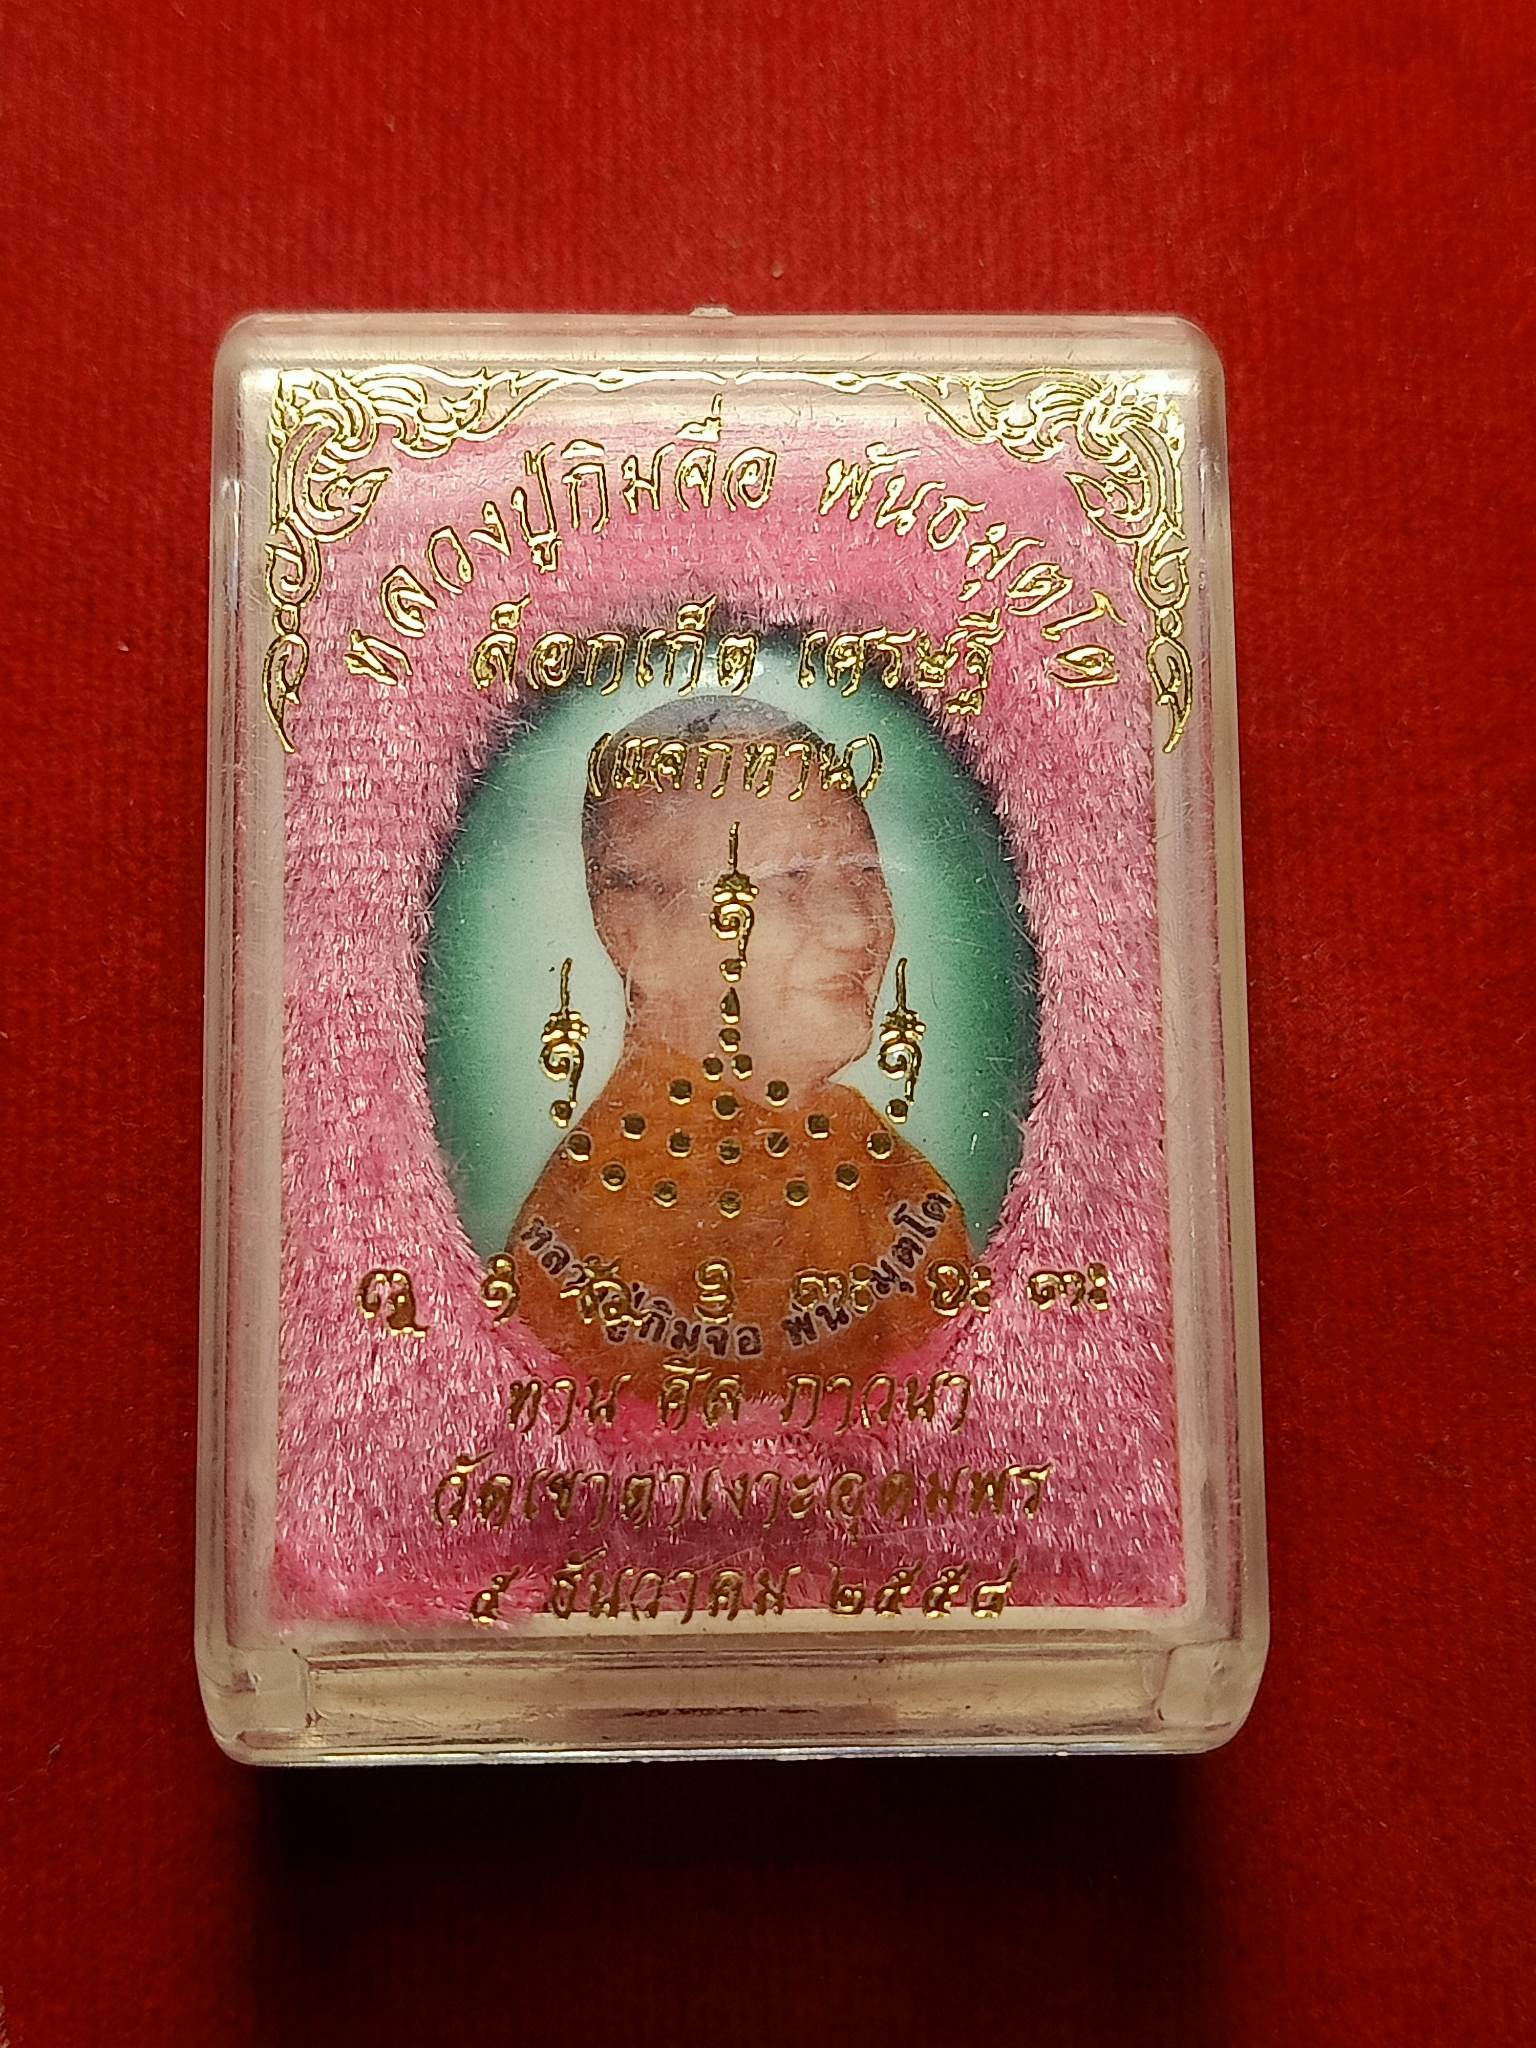 หลวงปู่กิมจื่อ พันธมุตโต
ล็อกเก็ต เศรษฐี
(แจกทาน)
หลวงปู่กิมจื่อ พันธมุตโต
ทาน ศีล ภาวนา
วัดเขาตาเงาะอุดมพร
๕ ธันวาคม ๒๕๕๘